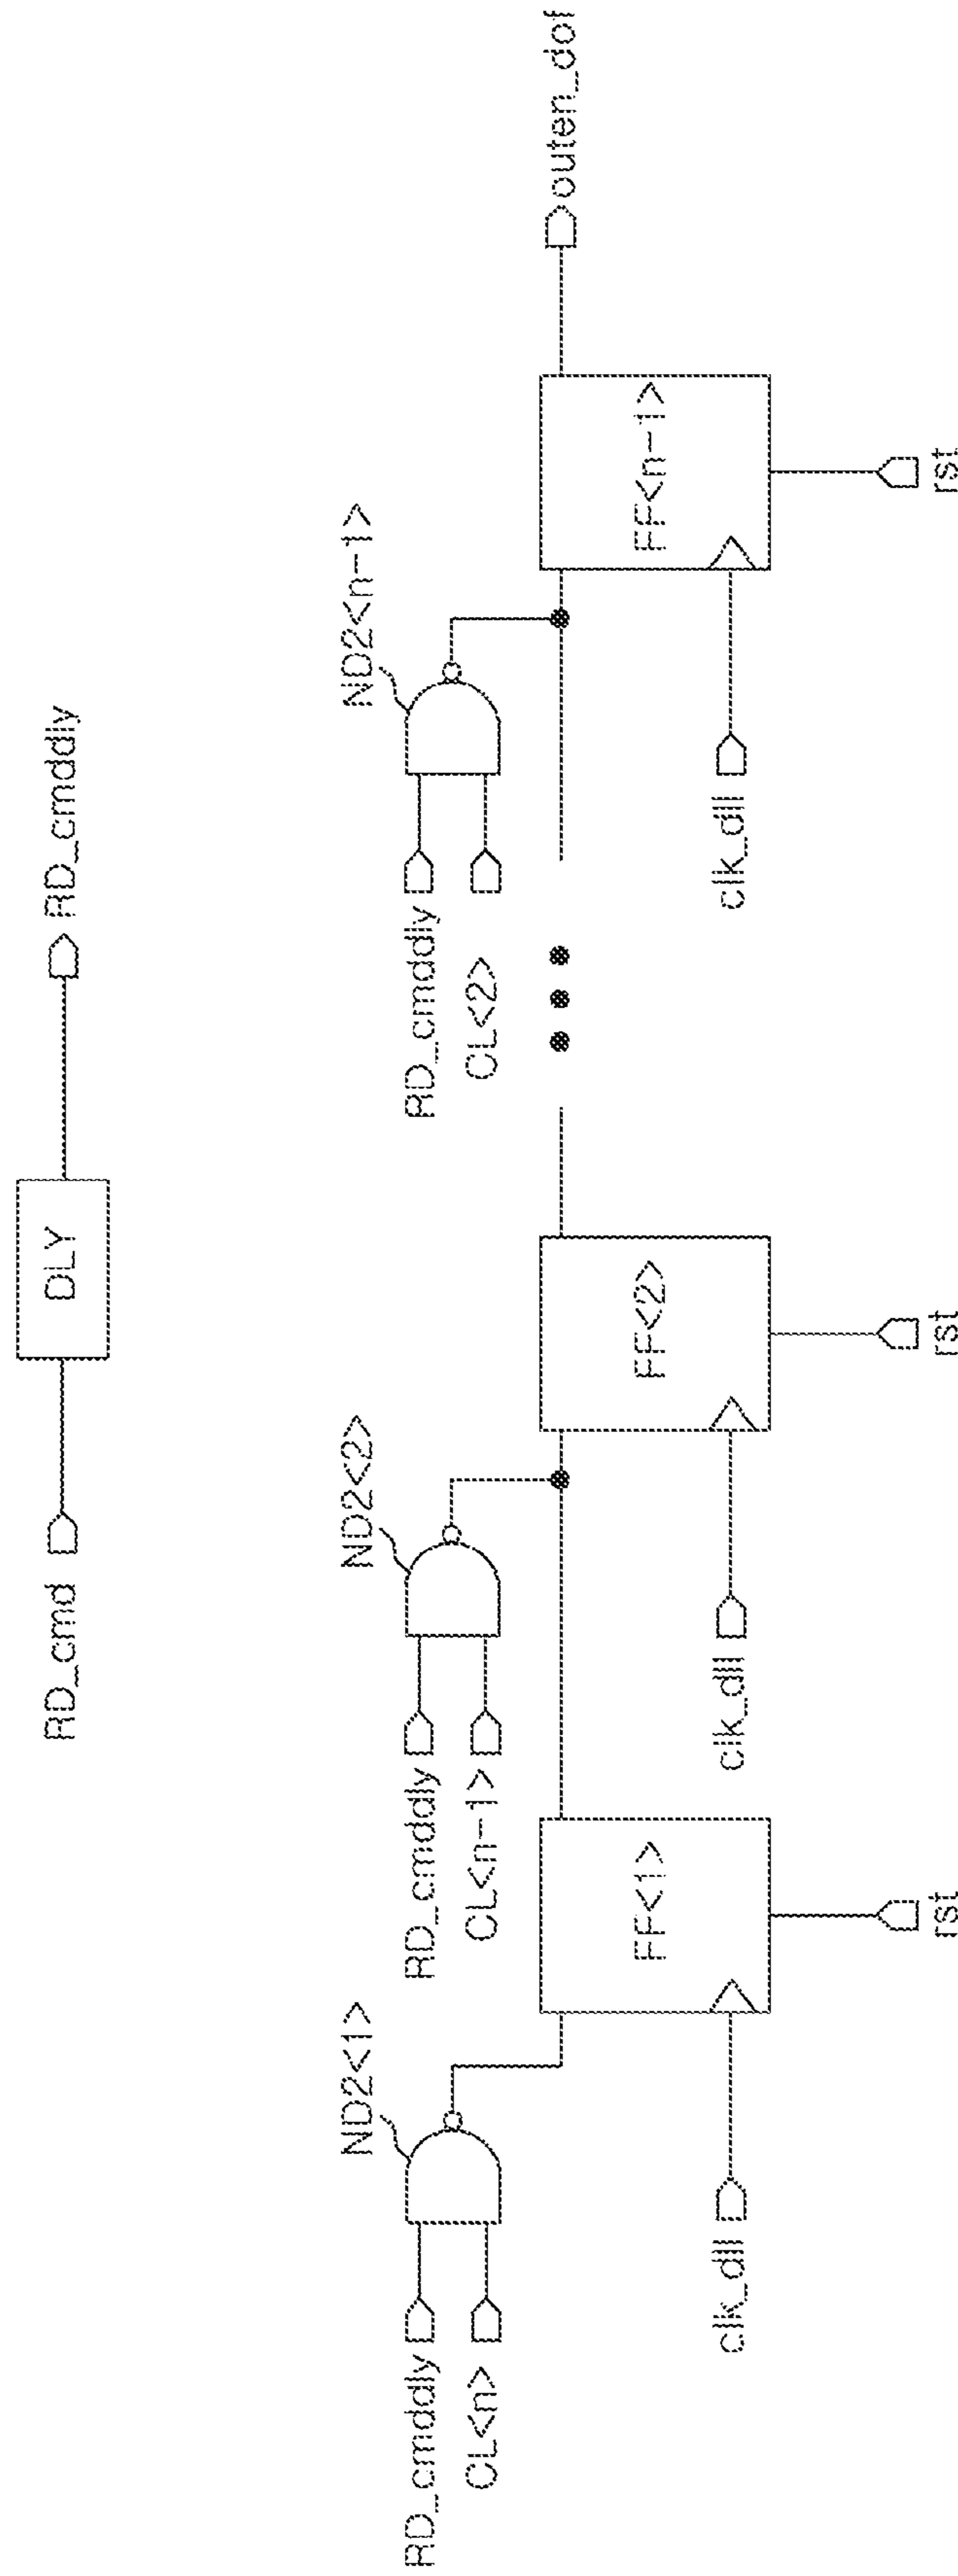 RD_cmd
DLY
RD_cmddly
ND2<1>
RD_cmddly
CL<n>
FF<1>
clk_dll
rst
ND2<2>
RD_cmddly
CL<n-1>
FF<2>
clk_dll
rst
ND2<n-1>
RD_cmddly
CL<2>
FF<n-1>
clk_dll
rst
outen_dof